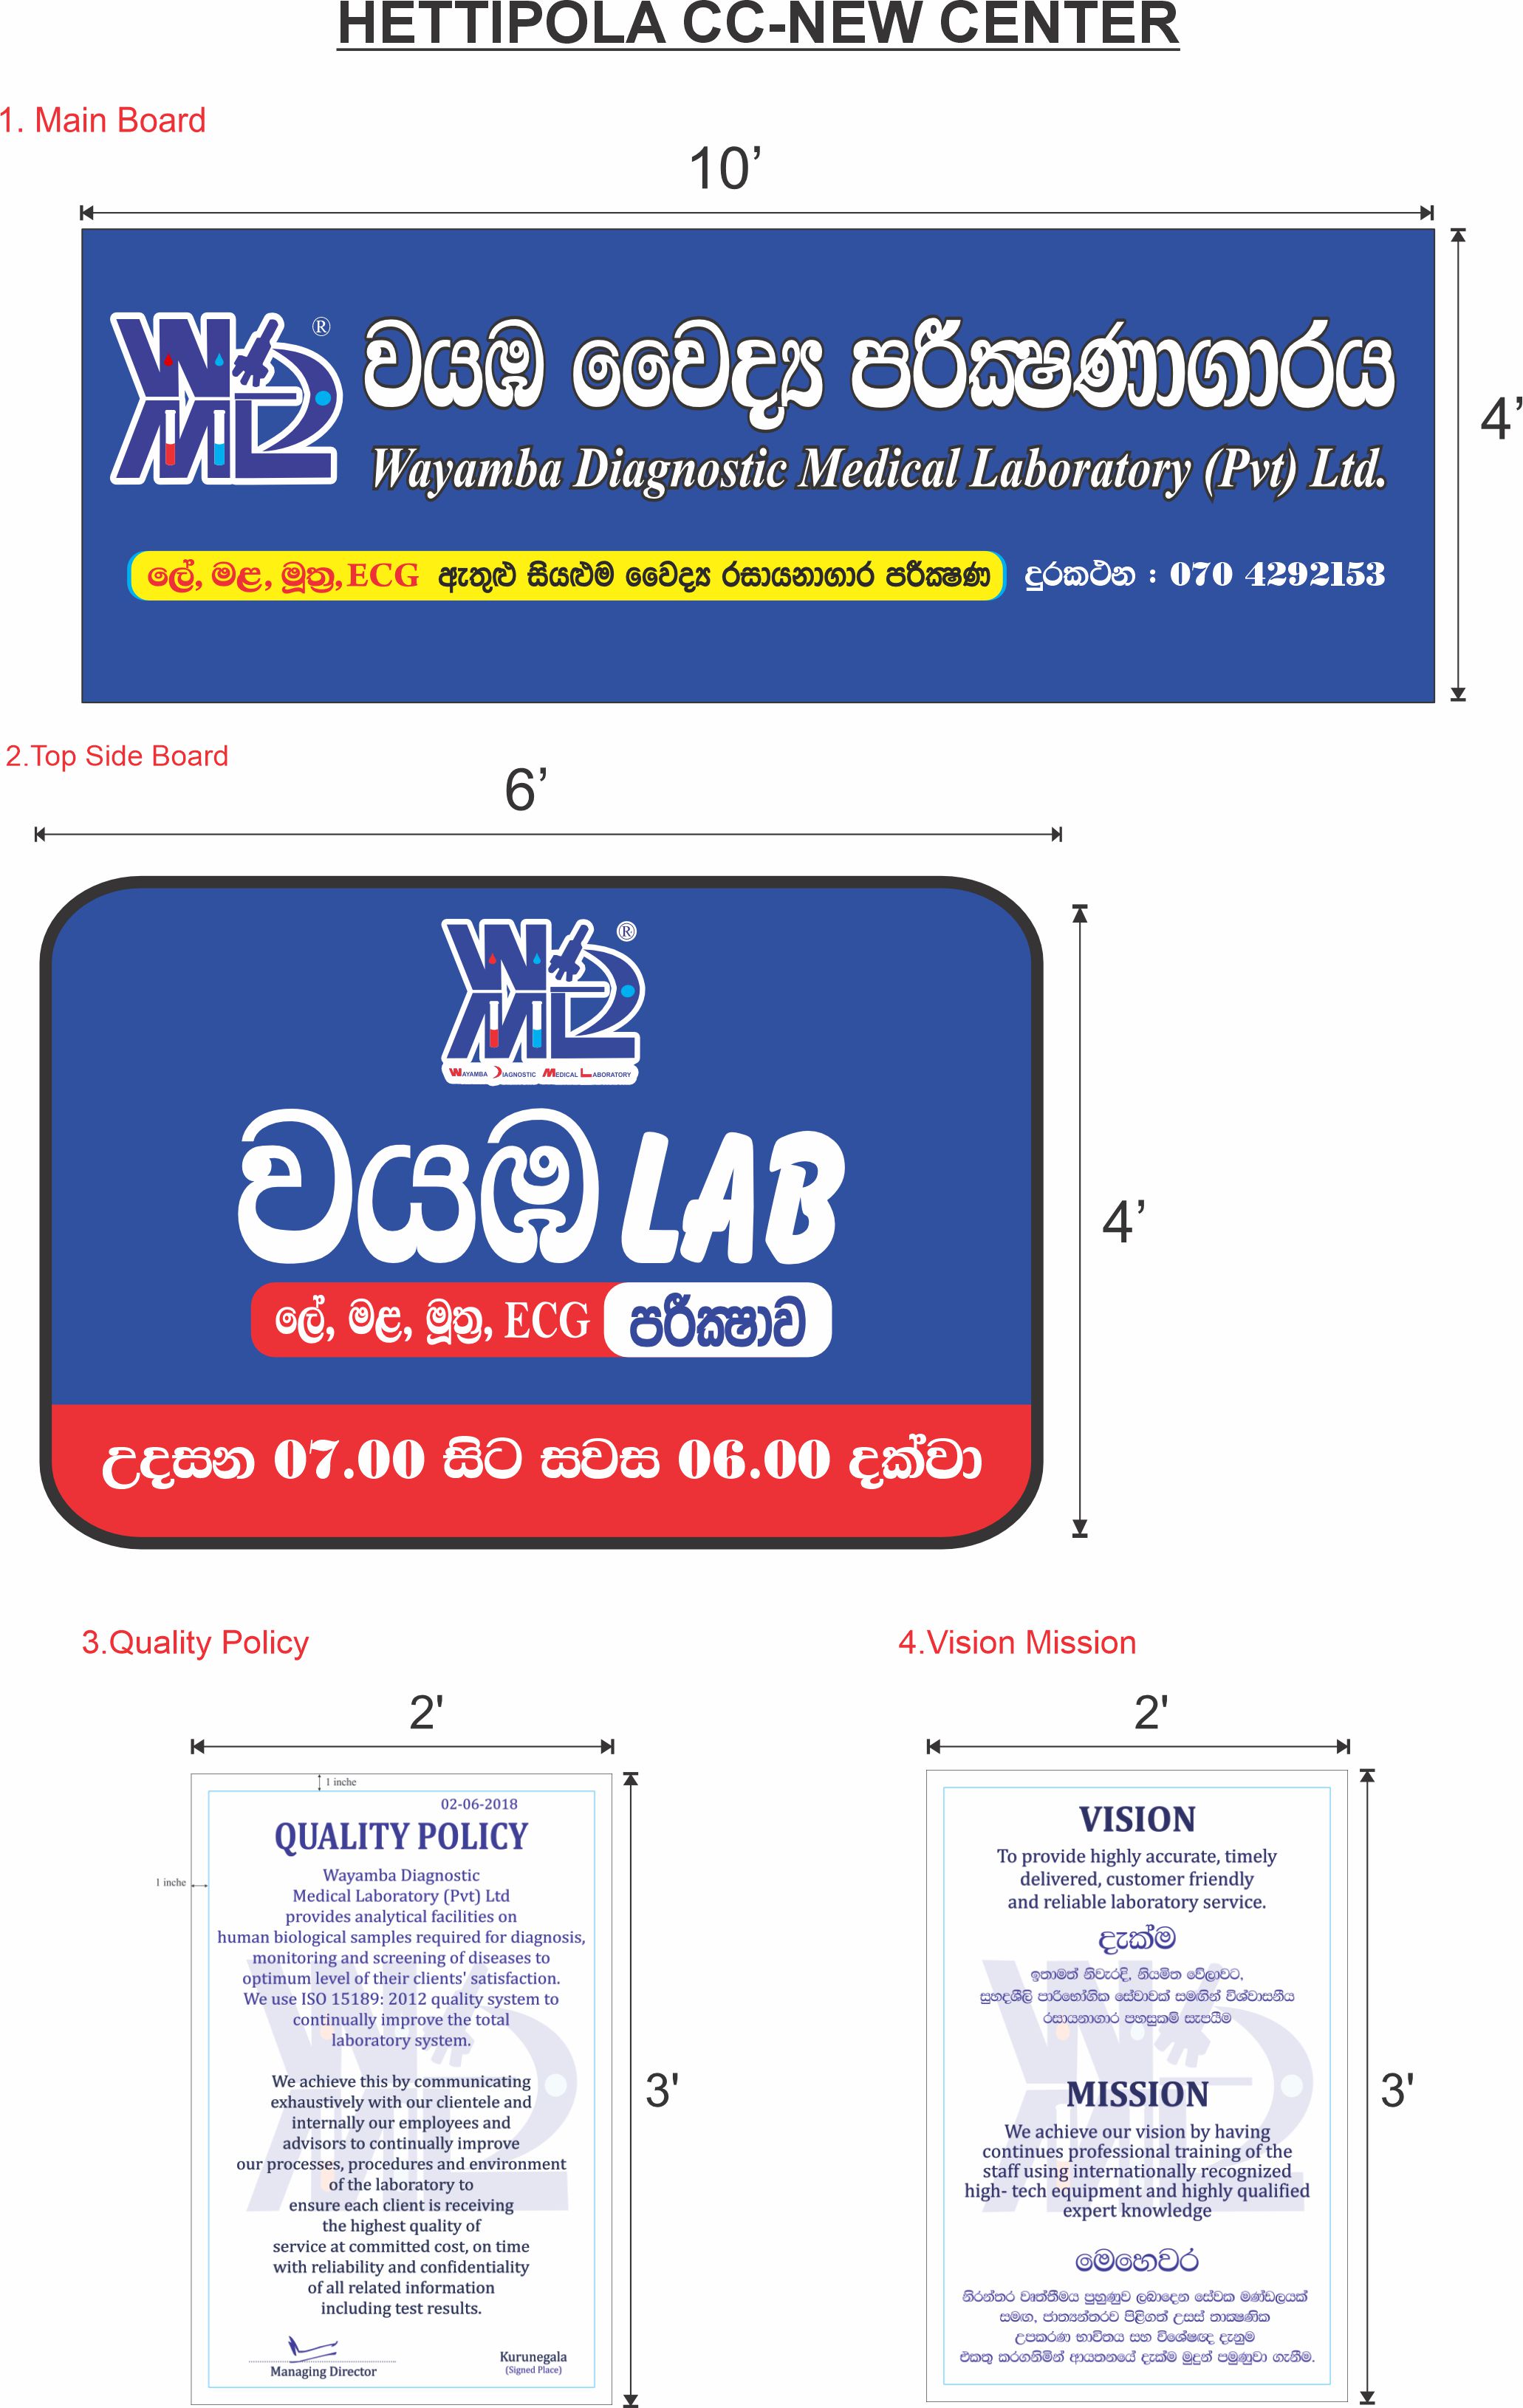 HETTIPOLA CC-NEW CENTER
1. Main Board
10’
4’
®
වයඹ වෛද්‍ය පරීක්ෂණාගාරය
Wayamba Diagnostic Medical Laboratory (Pvt) Ltd.
ලේ, මළ, මූත්‍ර, ECG ඇතුළු සියළුම වෛද්‍ය රසායනාගාර පරීක්ෂණ
දුරකථන : 070 4292153
2.Top Side Board
6’
4’
®
WAYAMBA DIAGNOSTIC MEDICAL LABORATORY
වයඹ LAB
ලේ, මළ, මූත්‍ර, ECG පරීක්ෂාව
උදසන 07.00 සිට සවස 06.00 දක්වා
3.Quality Policy
2'
3'
1 inche
1 inche
02-06-2018
QUALITY POLICY
Wayamba Diagnostic
Medical Laboratory (Pvt) Ltd
provides analytical facilities on
human biological samples required for diagnosis,
monitoring and screening of diseases to
optimum level of their clients' satisfaction.
We use ISO 15189: 2012 quality system to
continually improve the total
laboratory system.
We achieve this by communicating
exhaustively with our clientele and
internally our employees and
advisors to continually improve
our processes, procedures and environment
of the laboratory to
ensure each client is receiving
the highest quality of
service at committed cost, on time
with reliability and confidentiality
of all related information
including test results.
Managing Director
Kurunegala
(Signed Place)
4.Vision Mission
2'
3'
VISION
To provide highly accurate, timely
delivered, customer friendly
and reliable laboratory service.
දැක්ම
ඉතාමත් නිවැරදි, නියමිත වේලාවට,
සුහදශීලි පාරිභෝගික සේවාවක් සමඟින් විශ්වාසනීය
රසායනාගාර පහසුකම් සැපයීම
MISSION
We achieve our vision by having
continues professional training of the
staff using internationally recognized
high- tech equipment and highly qualified
expert knowledge
මෙහෙවර
නිරන්තර වෘත්තීමය පුහුණුව ලබාදෙන සේවක මණ්ඩලයක්
සමඟ, ජාත්‍යන්තරව පිළිගත් උසස් තාක්ෂණික
උපකරණ භාවිතය සහ විශේෂඥ දැනුම
එකතු කරගනිමින් ආයතනයේ දැක්ම මුදුන් පමුණුවා ගැනීම.